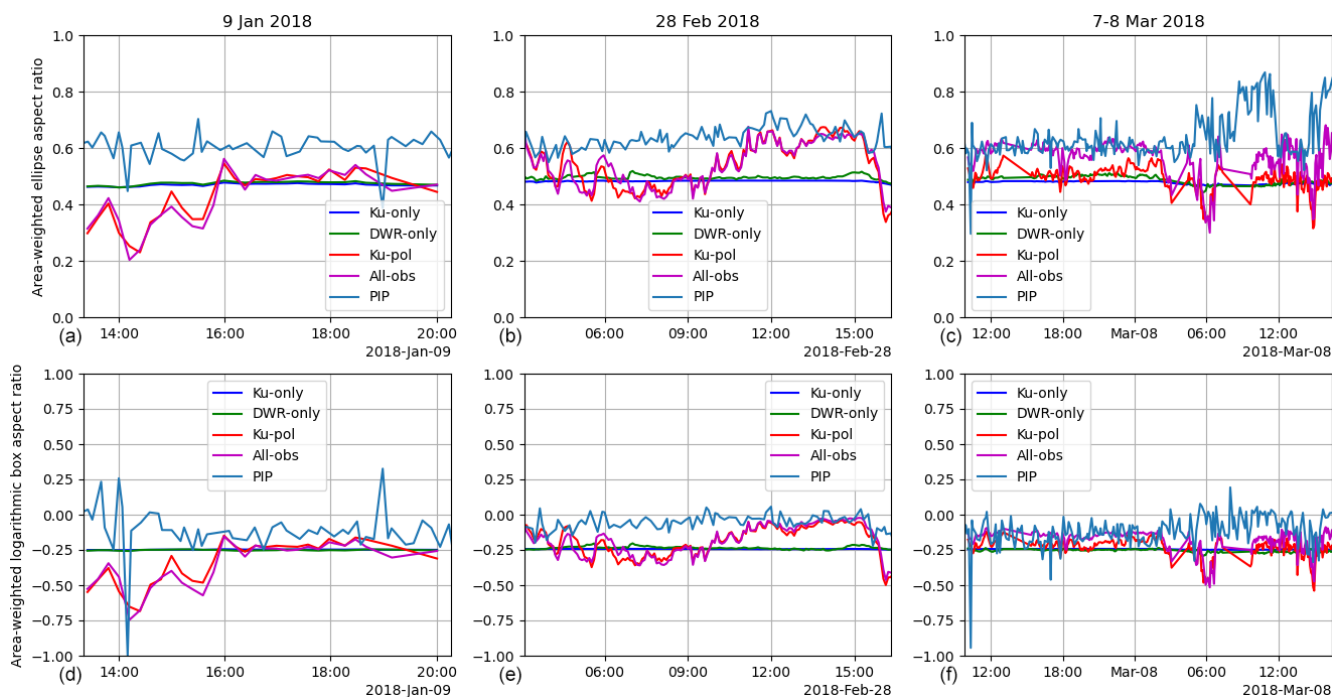 9 Jan 2018
28 Feb 2018
7-8 Mar 2018
Area-weighted ellipse aspect ratio
1.0
0.8
0.6
0.4
0.2
0.0
Ku-only
DWR-only
Ku-pol
All-obs
PIP
(a)
14:00
16:00
18:00
20:00
2018-Jan-09
1.0
0.8
0.6
0.4
0.2
0.0
Ku-only
DWR-only
Ku-pol
All-obs
PIP
(b)
06:00
09:00
12:00
15:00
2018-Feb-28
1.0
0.8
0.6
0.4
0.2
0.0
Ku-only
DWR-only
Ku-pol
All-obs
PIP
(c)
12:00
18:00
Mar-08
06:00
12:00
2018-Mar-08
Area-weighted logarithmic box aspect ratio
1.00
0.75
0.50
0.25
0.00
−0.25
−0.50
−0.75
−1.00
Ku-only
DWR-only
Ku-pol
All-obs
PIP
(d)
14:00
16:00
18:00
20:00
2018-Jan-09
1.00
0.75
0.50
0.25
0.00
−0.25
−0.50
−0.75
−1.00
Ku-only
DWR-only
Ku-pol
All-obs
PIP
(e)
06:00
09:00
12:00
15:00
2018-Feb-28
1.00
0.75
0.50
0.25
0.00
−0.25
−0.50
−0.75
−1.00
Ku-only
DWR-only
Ku-pol
All-obs
PIP
(f)
12:00
18:00
Mar-08
06:00
12:00
2018-Mar-08